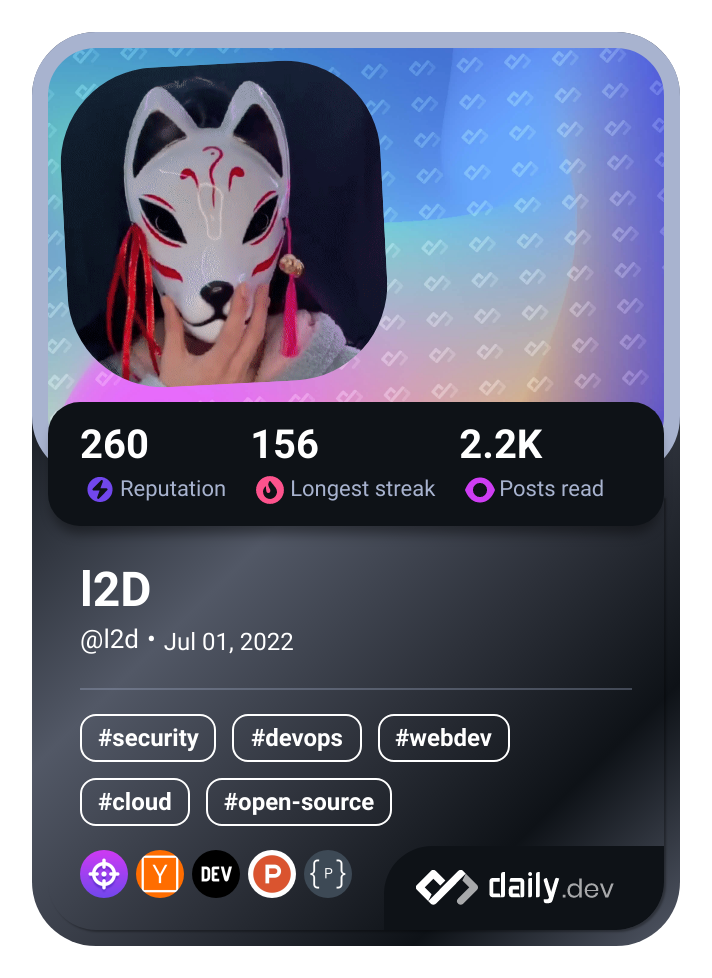 260 156 2.2K
Reputation Longest streak Posts read
l2D
@l2d • Jul 01, 2022
#security #devops #webdev
#cloud #open-source
Y DEV P {P}
daily.dev